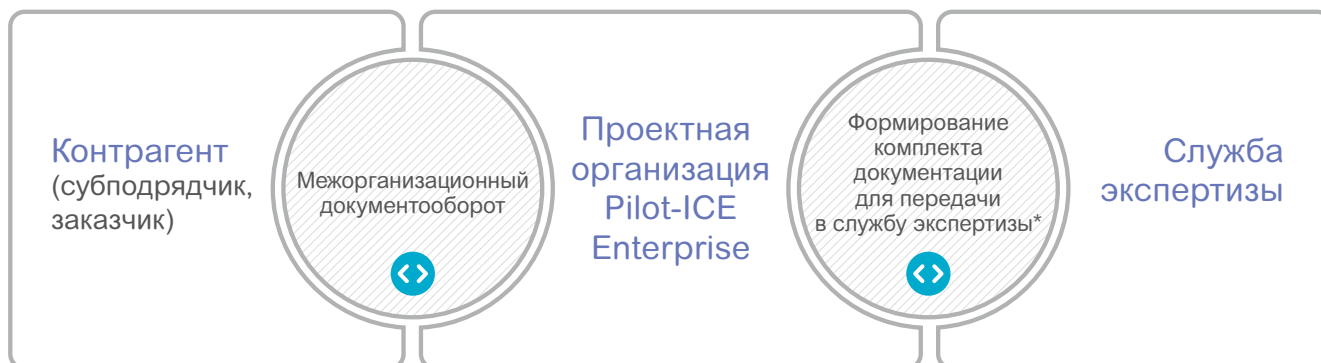 Контрагент
(субподрядчик,
заказчик)
Межорганизационный
документооборот
Проектная
организация
Pilot-ICE
Enterprise
Формирование
комплекта
документации
для передачи
в службу экспертизы*
Служба
экспертизы